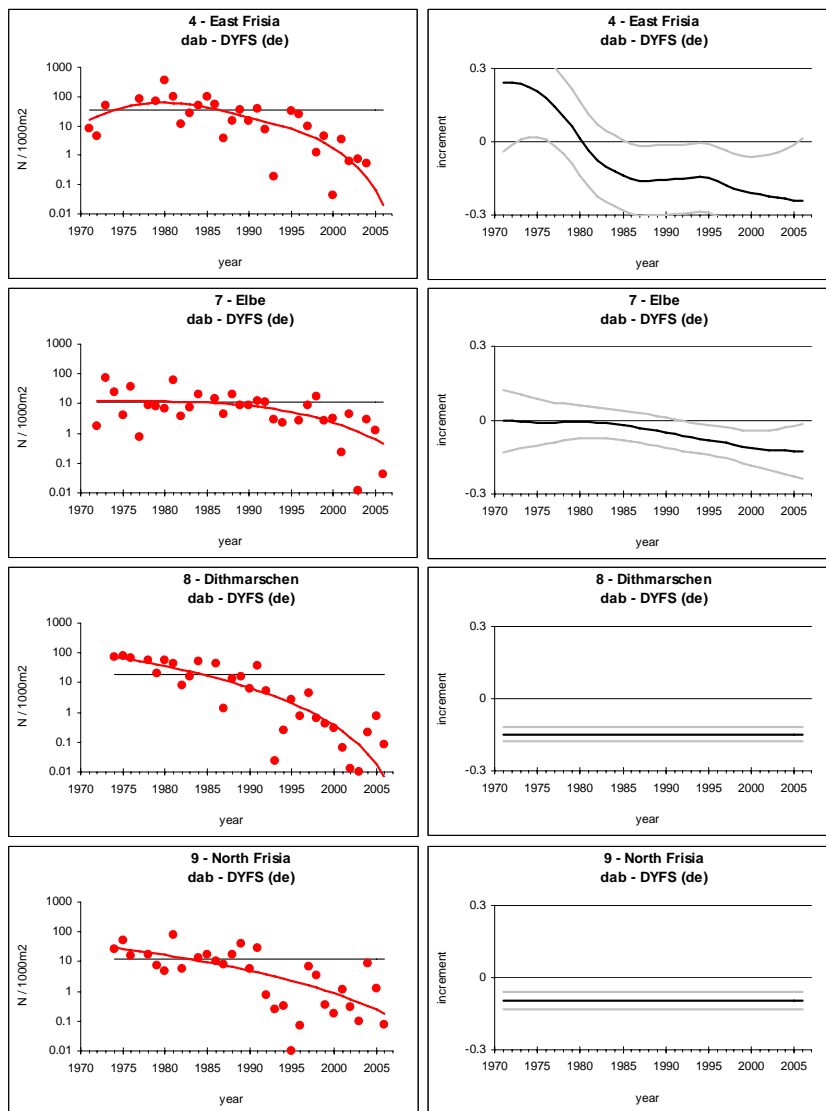 4 - East Frisia
dab - DYFS (de)
1000
100
10
1
0.1
0.01
N / 1000m2
1970 1975 1980 1985 1990 1995 2000 2005
year
4 - East Frisia
dab - DYFS (de)
0.3
0
-0.3
increment
1970 1975 1980 1985 1990 1995 2000 2005
year
7 - Elbe
dab - DYFS (de)
1000
100
10
1
0.1
0.01
N / 1000m2
1970 1975 1980 1985 1990 1995 2000 2005
year
7 - Elbe
dab - DYFS (de)
0.3
0
-0.3
increment
1970 1975 1980 1985 1990 1995 2000 2005
year
8 - Dithmarschen
dab - DYFS (de)
1000
100
10
1
0.1
0.01
N / 1000m2
1970 1975 1980 1985 1990 1995 2000 2005
year
8 - Dithmarschen
dab - DYFS (de)
0.3
0
-0.3
increment
1970 1975 1980 1985 1990 1995 2000 2005
year
9 - North Frisia
dab - DYFS (de)
1000
100
10
1
0.1
0.01
N / 1000m2
1970 1975 1980 1985 1990 1995 2000 2005
year
9 - North Frisia
dab - DYFS (de)
0.3
0
-0.3
increment
1970 1975 1980 1985 1990 1995 2000 2005
year